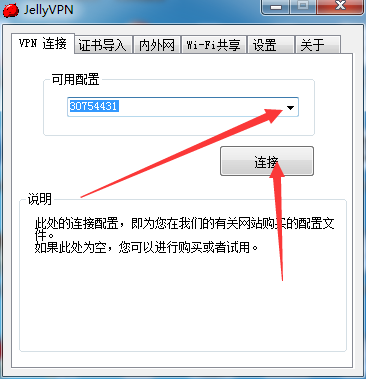 JellyVPN
VPN 连接 证书导入 内外网 Wi-Fi共享 设置 关于
可用配置
30754431
连接
说明
此处的连接配置，即为您在我们的有关网站购买的配置文
件。
如果此处为空，您可以进行购买或者试用。